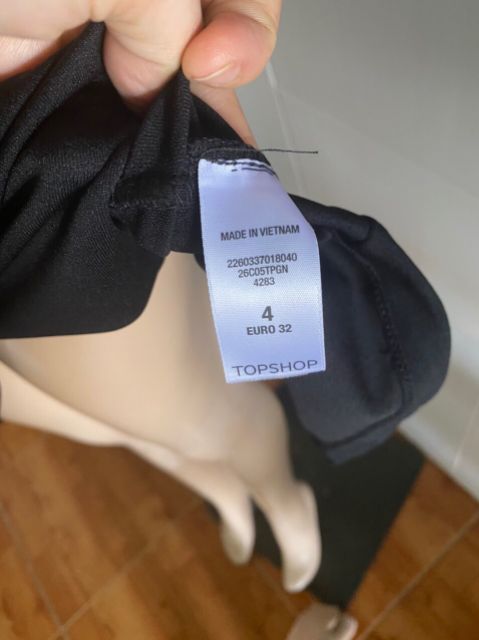 MADE IN VIETNAM
2260337018040
26C05TPGN
4283
4
EURO 32
TOPSHOP